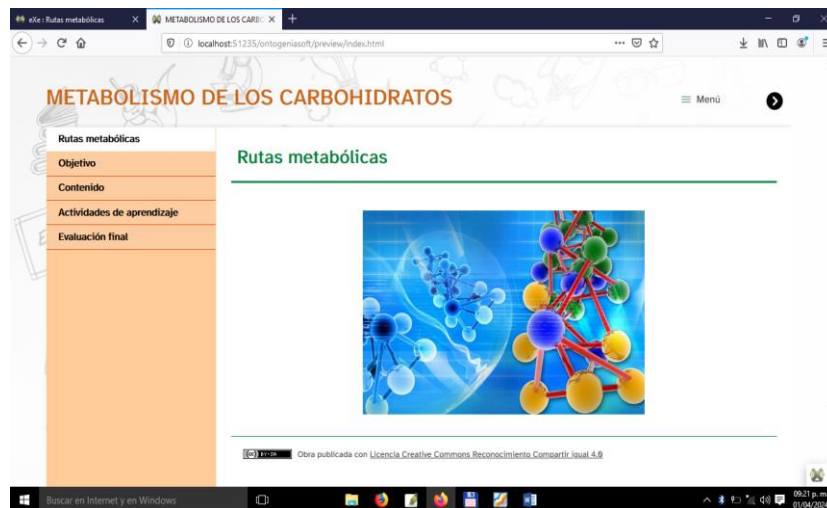 eXe : Rutas metabólicas
METABOLISMO DE LOS CARBO
localhost:51235/ontogeniasoft/preview/index.html
METABOLISMO DE LOS CARBOHIDRATOS
Menú
Rutas metabólicas
Objetivo
Contenido
Actividades de aprendizaje
Evaluación final
Rutas metabólicas
Obra publicada con Licencia Creative Commons Reconocimiento Compartir igual 4.0
Buscar en Internet y en Windows
09:21 p. m.
01/04/202